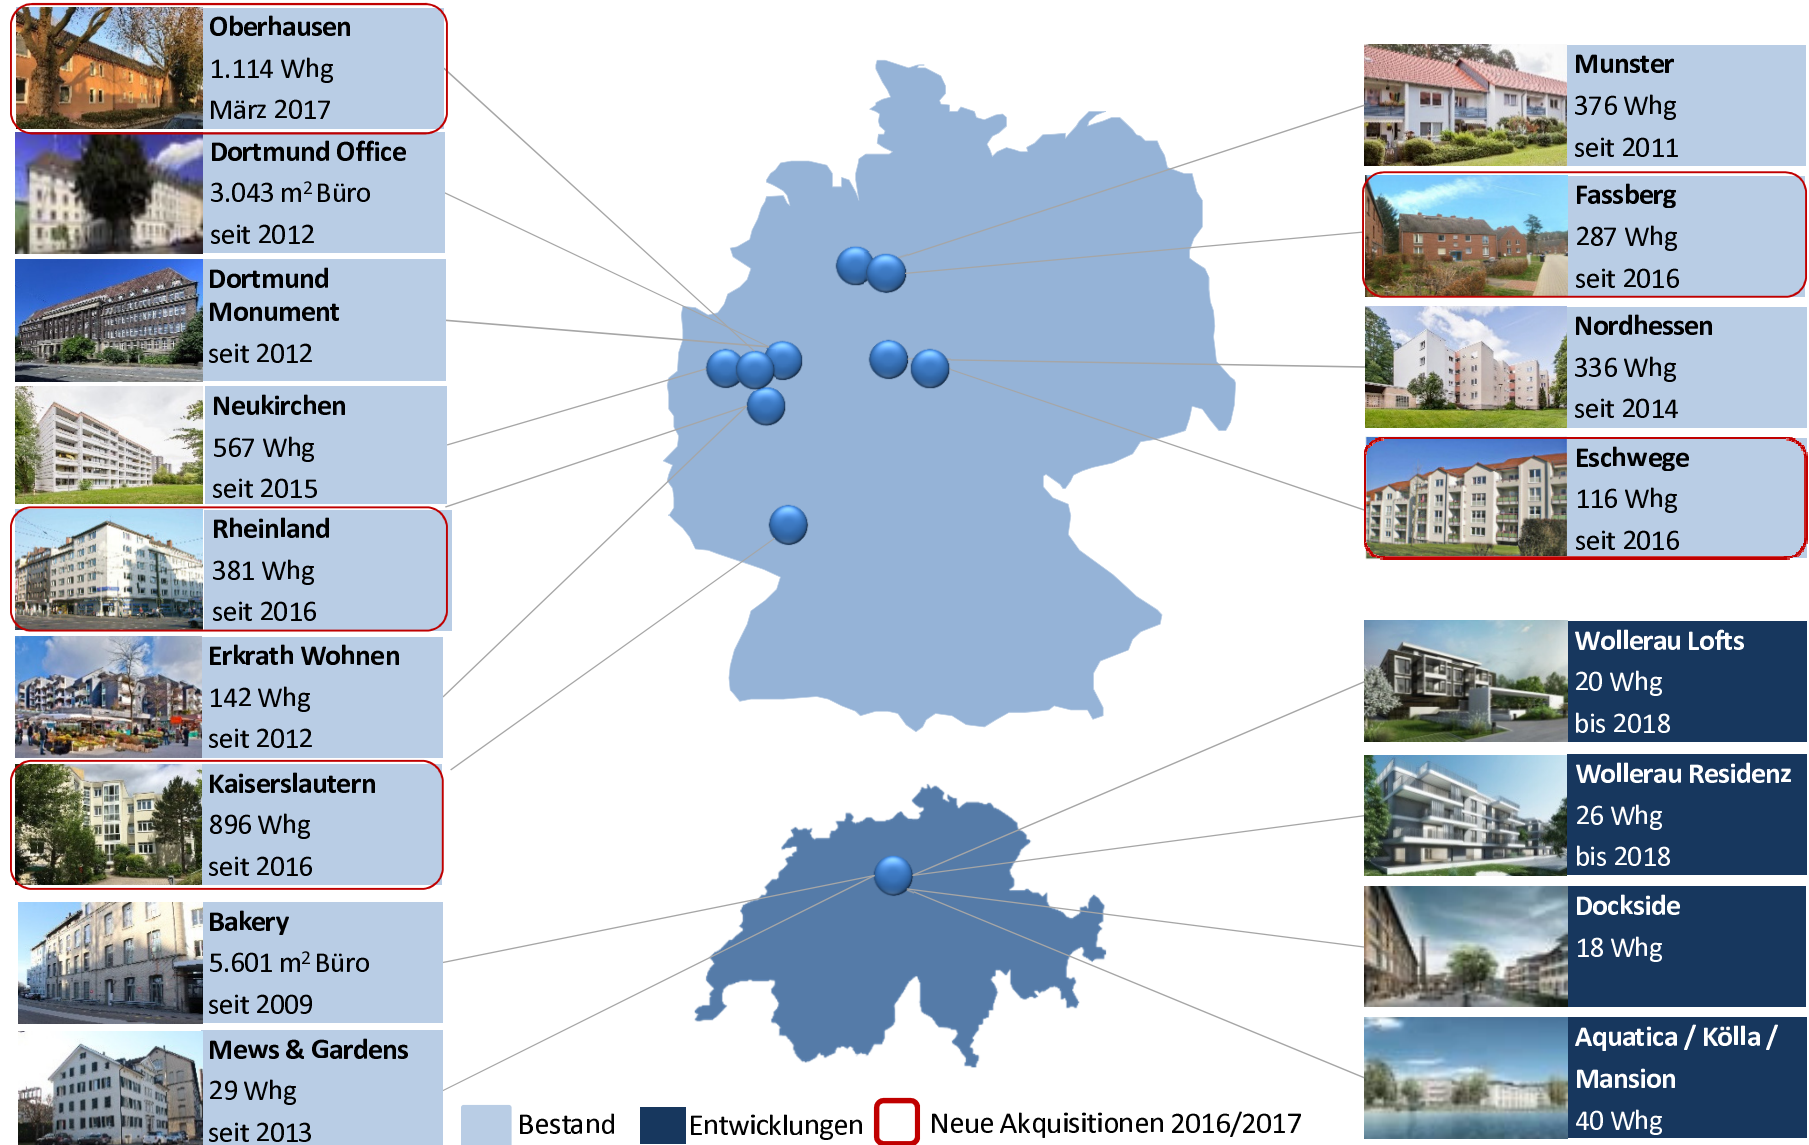 Oberhausen
1.114 Whg
März 2017
Dortmund Office
3.043 m² Büro
seit 2012
Dortmund
Monument
seit 2012
Neukirchen
567 Whg
seit 2015
Rheinland
381 Whg
seit 2016
Erkrath Wohnen
142 Whg
seit 2012
Kaiserslautern
896 Whg
seit 2016
Bakery
5.601 m² Büro
seit 2009
Mews & Gardens
29 Whg
seit 2013
Munster
376 Whg
seit 2011
Fassberg
287 Whg
seit 2016
Nordhessen
336 Whg
seit 2014
Eschwege
116 Whg
seit 2016
Wollerau Lofts
20 Whg
bis 2018
Wollerau Residenz
26 Whg
bis 2018
Dockside
18 Whg
Aquatica / Kölla /
Mansion
40 Whg
Bestand
Entwicklungen
Neue Akquisitionen 2016/2017